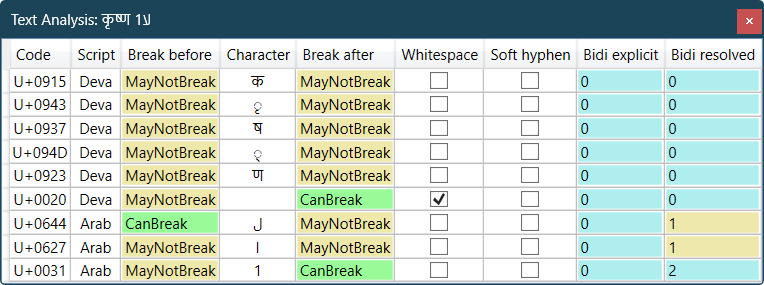 Text Analysis: कृष्ण 1لا
Code Script Break before Character Break after Whitespace Soft hyphen Bidi explicit Bidi resolved
U+0915 Deva MayNotBreak क MayNotBreak 0 0
U+0943 Deva MayNotBreak ृ MayNotBreak 0 0
U+0937 Deva MayNotBreak ष MayNotBreak 0 0
U+094D Deva MayNotBreak ् MayNotBreak 0 0
U+0923 Deva MayNotBreak ण MayNotBreak 0 0
U+0020 Deva MayNotBreak CanBreak 0 0
U+0644 Arab CanBreak ل MayNotBreak 0 1
U+0627 Arab MayNotBreak ا MayNotBreak 0 1
U+0031 Arab MayNotBreak 1 CanBreak 0 2